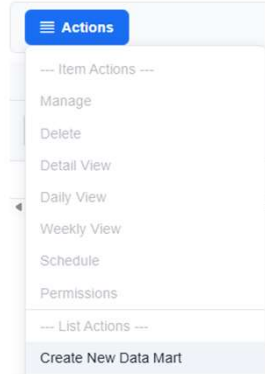 Actions
--- Item Actions ---
Manage
Delete
Detail View
Daily View
Weekly View
Schedule
Permissions
--- List Actions ---
Create New Data Mart